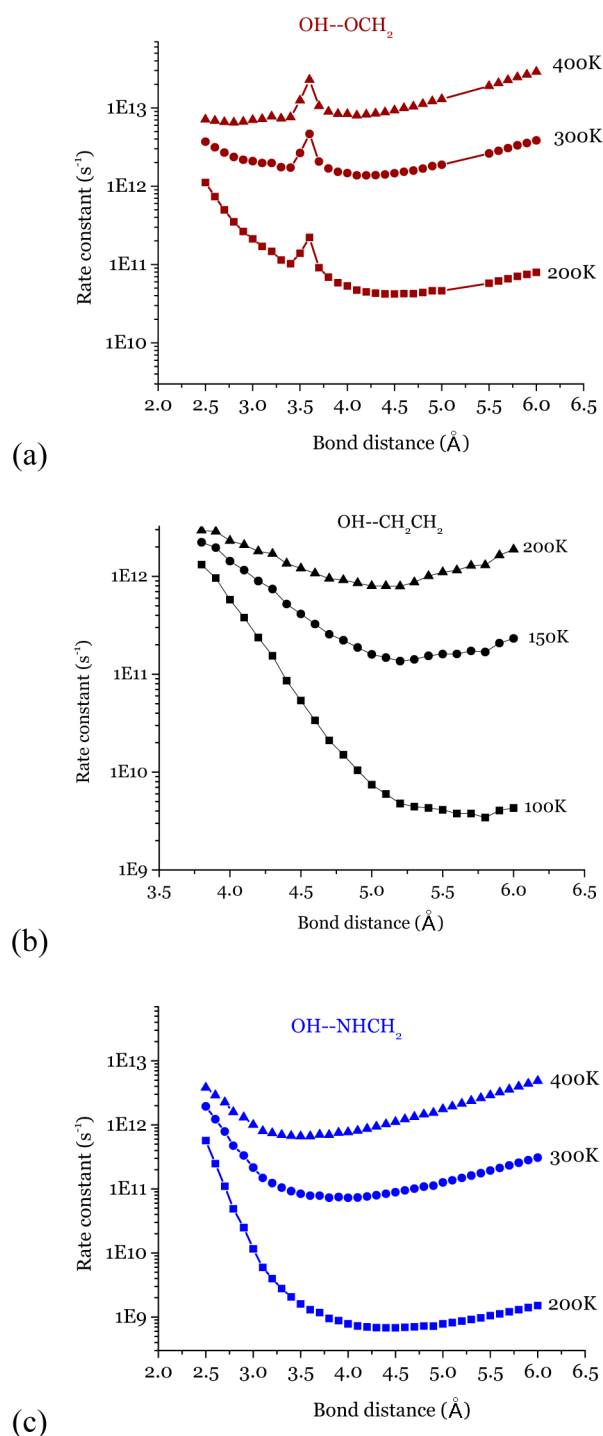 OH--OCH₂
400K
1E13
300K
1E12
1E11
200K
1E10
Rate constant (s⁻¹)
2.0 2.5 3.0 3.5 4.0 4.5 5.0 5.5 6.0 6.5
Bond distance (Å)
(a)
OH--CH₂CH₂
200K
1E12
150K
1E11
1E10
100K
1E9
Rate constant (s⁻¹)
3.5 4.0 4.5 5.0 5.5 6.0 6.5
Bond distance (Å)
(b)
OH--NHCH₂
1E13
400K
1E12
300K
1E11
1E10
1E9
200K
Rate constant (s⁻¹)
2.0 2.5 3.0 3.5 4.0 4.5 5.0 5.5 6.0 6.5
Bond distance (Å)
(c)